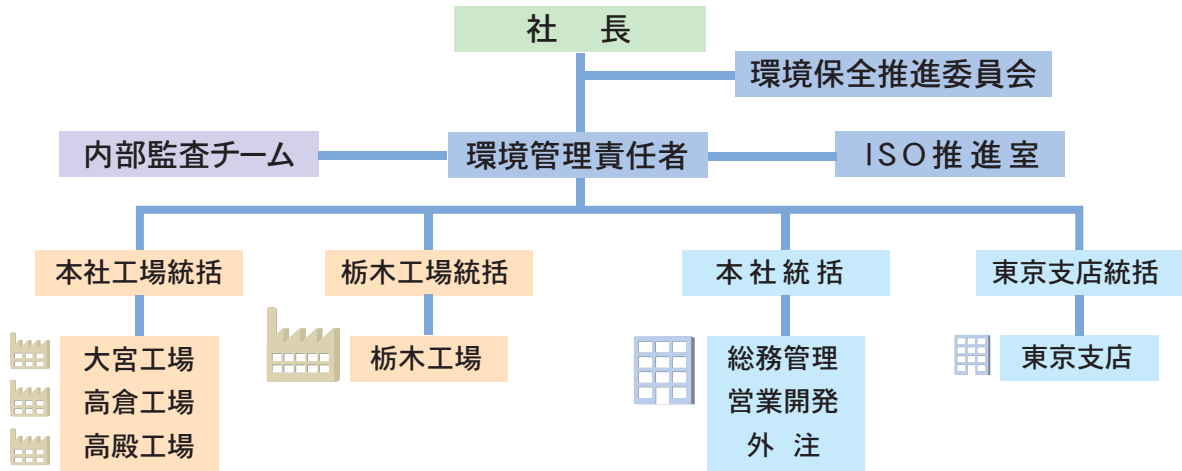 社 長
環境保全推進委員会
内部監査チーム
環境管理責任者
ISO推進室
本社工場統括
栃木工場統括
本社統括
東京支店統括
大宮工場
高倉工場
高殿工場
栃木工場
総務管理
営業開発
外 注
東京支店